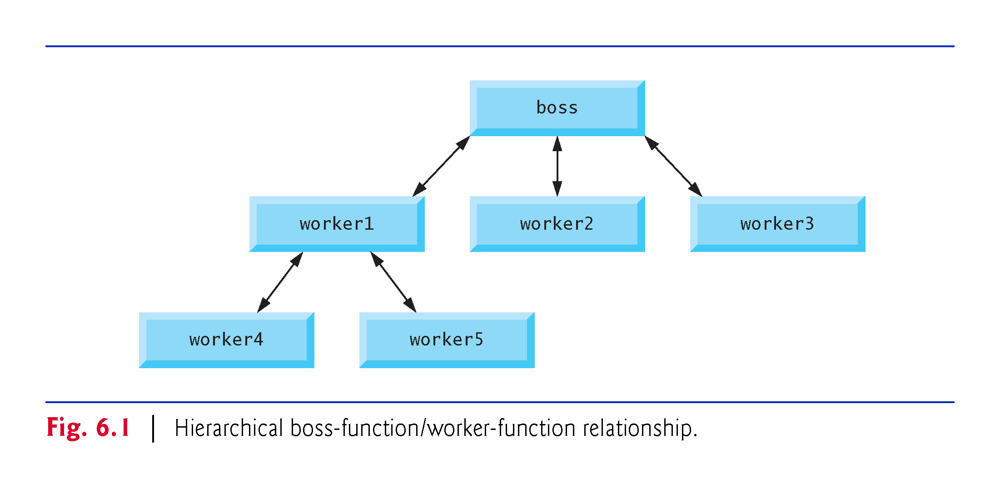 boss
worker1
worker2
worker3
worker4
worker5
Fig. 6.1 | Hierarchical boss-function/worker-function relationship.